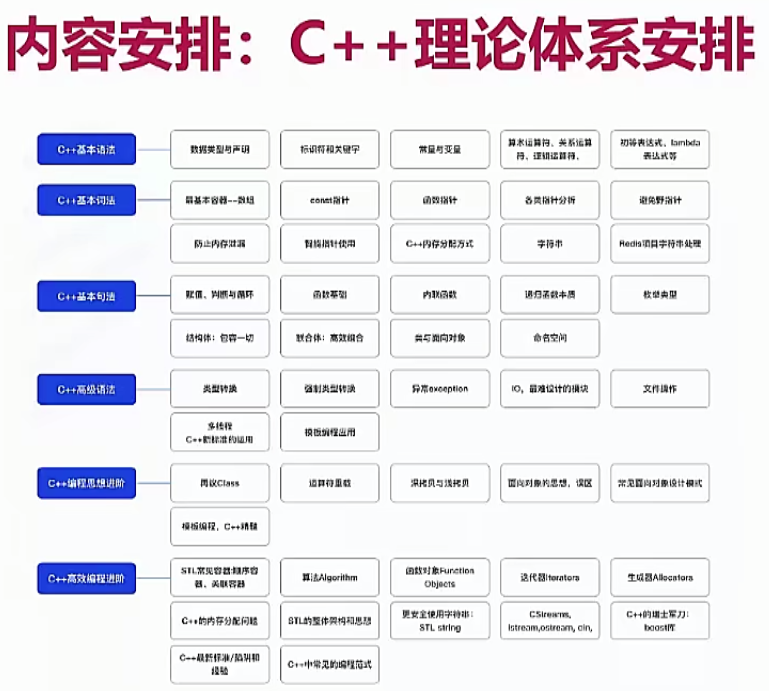 内容安排：C++理论体系安排
C++基本语法
数据类型与声明
标识符和关键字
常量与变量
算术运算符、关系运算
符、逻辑运算符、
初等表达式、lambda
表达式等
C++基本词法
最基本容器--数组
const指针
函数指针
各类指针分析
避免野指针
防止内存泄漏
智能指针使用
C++内存分配方式
字符串
Redis项目字符串处理
C++基本句法
赋值、判断与循环
函数基础
内联函数
递归函数本质
枚举类型
结构体：包容一切
联合体：高效组合
类与面向对象
命名空间
C++高级语法
类型转换
强制类型转换
异常exception
IO，最难设计的模块
文件操作
多线程
C++新标准的运用
模板编程应用
C++编程思想进阶
再议Class
运算符重载
深拷贝与浅拷贝
面向对象的思想、误区
常见面向对象设计模式
模板编程，C++精髓
C++高效编程进阶
STL常见容器:顺序容
器、关联容器
算法Algorithm
函数对象Function
Objects
迭代器Iterators
生成器Allocators
C++的内存分配问题
STL的整体架构和思想
更安全使用字符串：
STL string
CStreams,
istream,ostream, cin,
C++的瑞士军刀：
boost库
C++最新标准/陷阱和
经验
C++中常见的编程范式